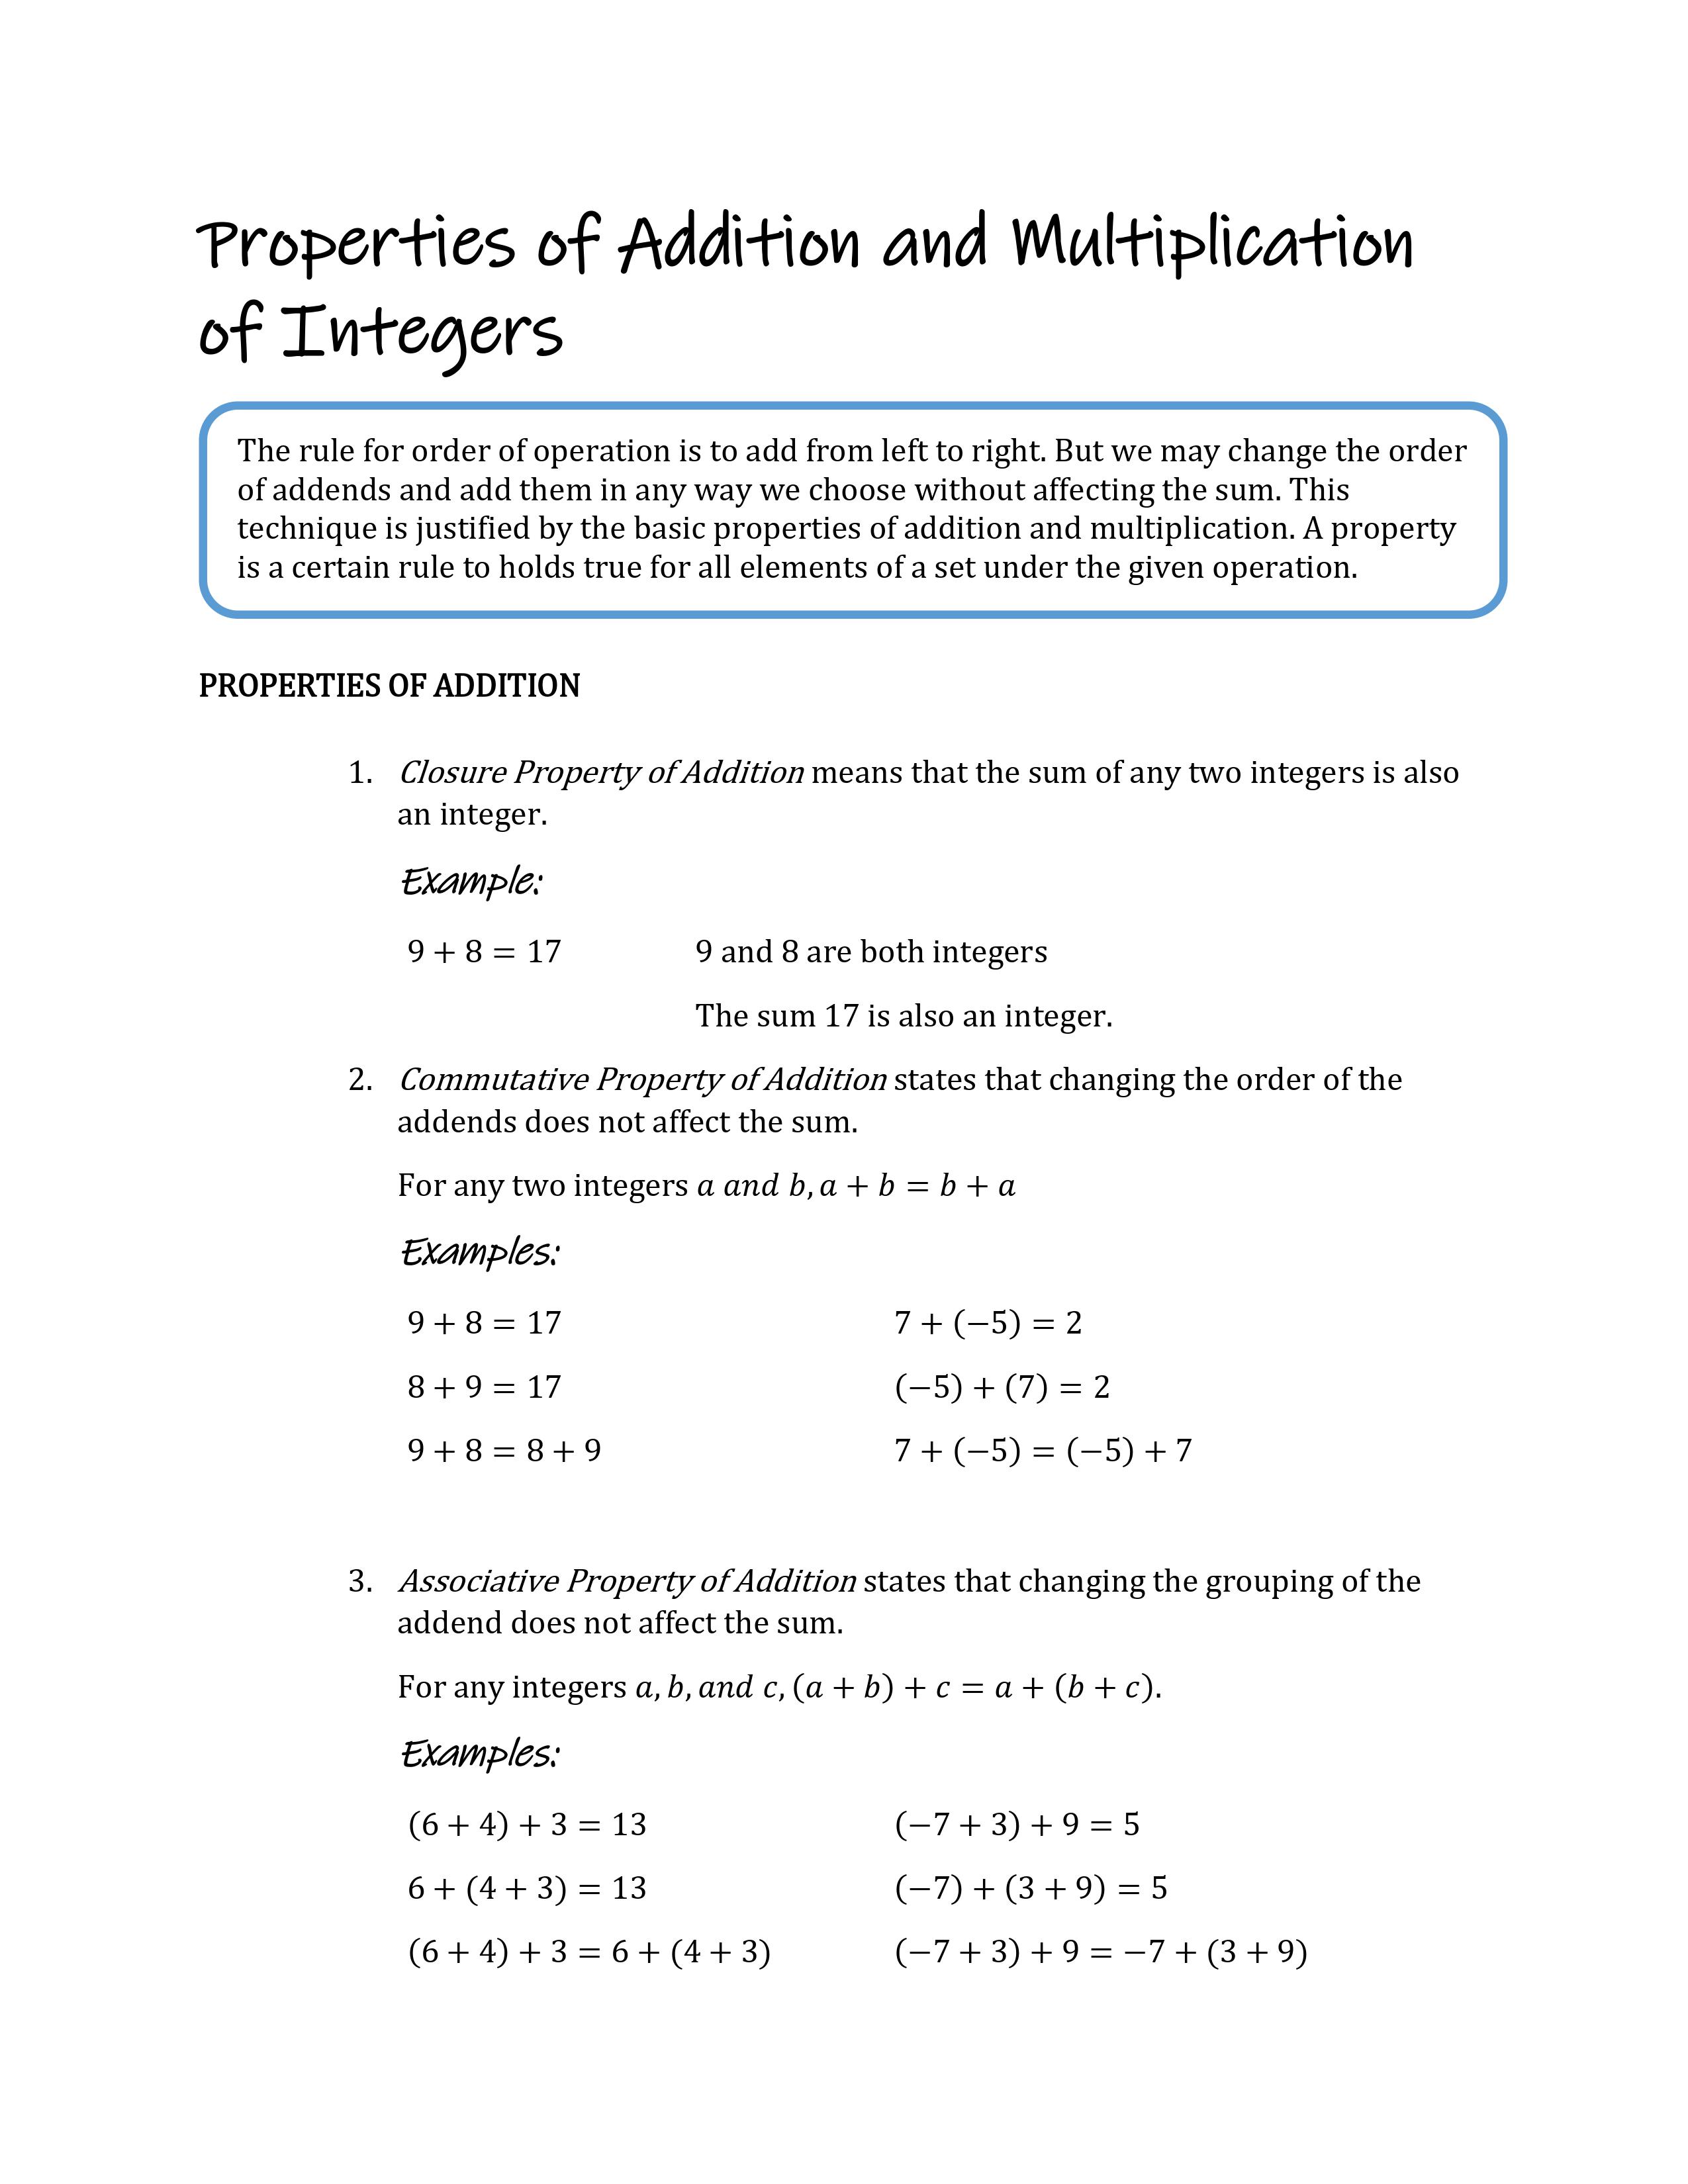 Properties of Addition and Multiplication
of Integers
The rule for order of operation is to add from left to right. But we may change the order
of addends and add them in any way we choose without affecting the sum. This
technique is justified by the basic properties of addition and multiplication. A property
is a certain rule to holds true for all elements of a set under the given operation.
PROPERTIES OF ADDITION
1. Closure Property of Addition means that the sum of any two integers is also
an integer.
Example:
9 + 8 = 17 9 and 8 are both integers
The sum 17 is also an integer.
2. Commutative Property of Addition states that changing the order of the
addends does not affect the sum.
For any two integers a and b, a + b = b + a
Examples:
9 + 8 = 17 7 + (−5) = 2
8 + 9 = 17 (−5) + (7) = 2
9 + 8 = 8 + 9 7 + (−5) = (−5) + 7
3. Associative Property of Addition states that changing the grouping of the
addend does not affect the sum.
For any integers a, b, and c, (a + b) + c = a + (b + c).
Examples:
(6 + 4) + 3 = 13 (−7 + 3) + 9 = 5
6 + (4 + 3) = 13 (−7) + (3 + 9) = 5
(6 + 4) + 3 = 6 + (4 + 3) (−7 + 3) + 9 = −7 + (3 + 9)